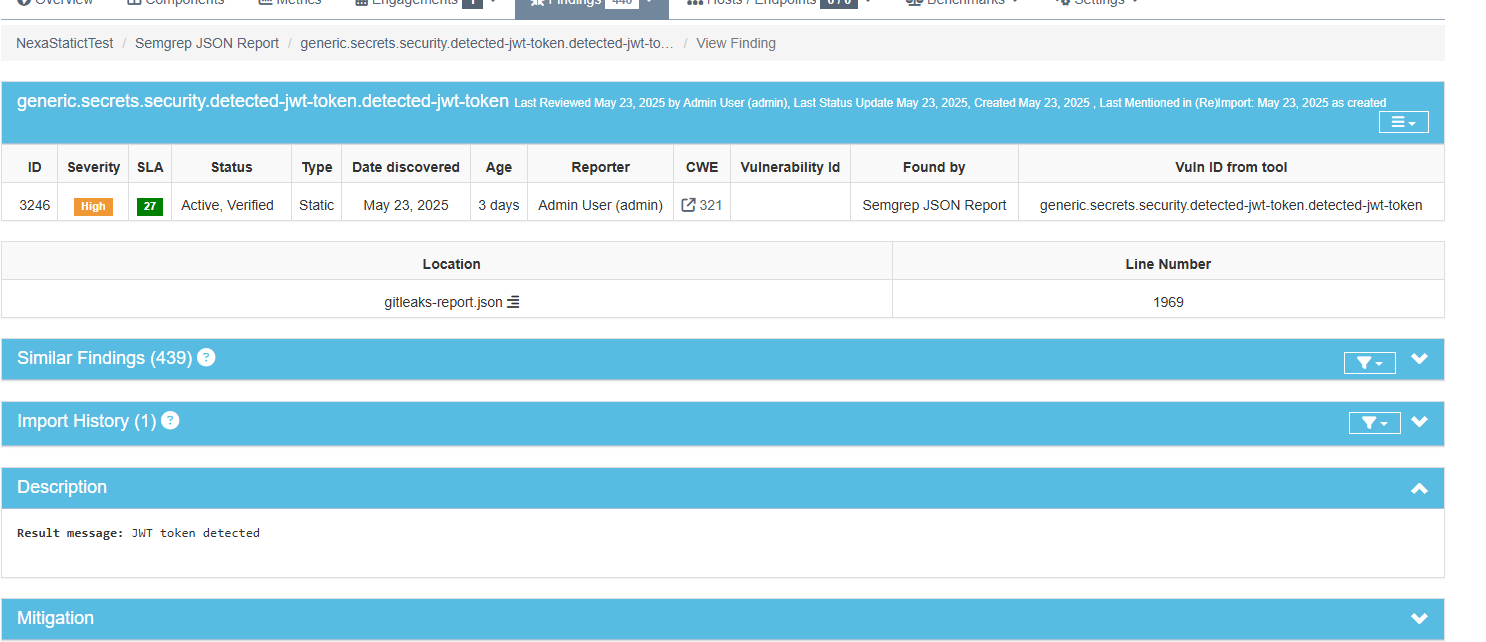 Overview Components Metrics Engagements 1 Findings 440 Hosts / Endpoints 0 / 0 Benchmarks Settings
NexaStatictTest / Semgrep JSON Report / generic.secrets.security.detected-jwt-token.detected-jwt-to... / View Finding
generic.secrets.security.detected-jwt-token.detected-jwt-token Last Reviewed May 23, 2025 by Admin User (admin), Last Status Update May 23, 2025, Created May 23, 2025 , Last Mentioned in (Re)Import: May 23, 2025 as created
ID Severity SLA Status Type Date discovered Age Reporter CWE Vulnerability Id Found by Vuln ID from tool
3246 High 27 Active, Verified Static May 23, 2025 3 days Admin User (admin) 321 Semgrep JSON Report generic.secrets.security.detected-jwt-token.detected-jwt-token
Location Line Number
gitleaks-report.json 1969
Similar Findings (439) ?
Import History (1) ?
Description
Result message: JWT token detected
Mitigation